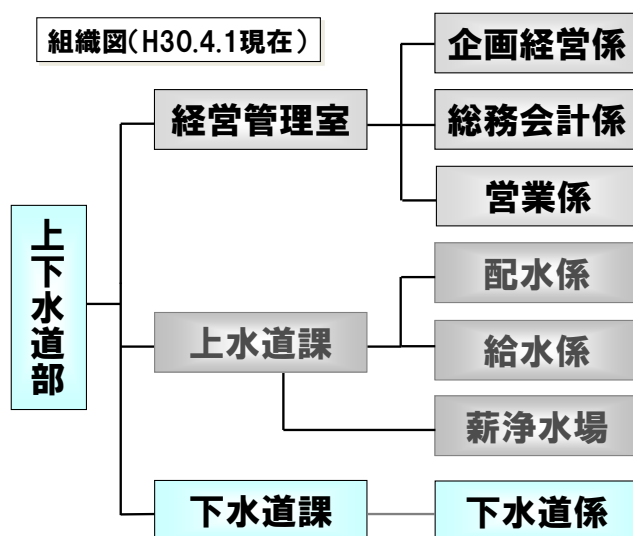 組織図(H30.4.1現在)
上下水道部
経営管理室
企画経営係
総務会計係
営業係
上水道課
配水係
給水係
薪浄水場
下水道課
下水道係